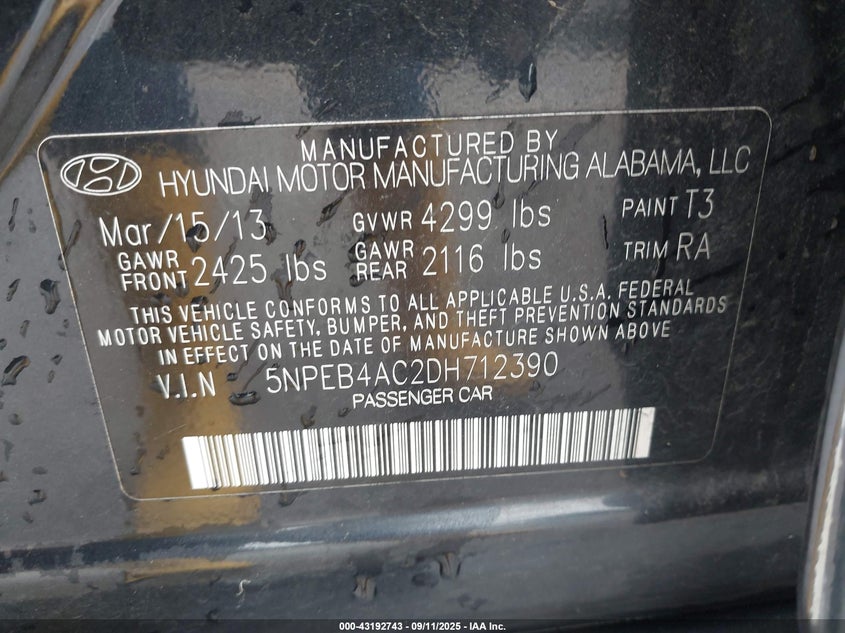 MANUFACTURED BY
HYUNDAI MOTOR MANUFACTURING ALABAMA, LLC
Mar/15/13 GVWR 4299 lbs PAINT T3
GAWR FRONT 2425 lbs GAWR REAR 2116 lbs TRIM RA
THIS VEHICLE CONFORMS TO ALL APPLICABLE U.S.A. FEDERAL
MOTOR VEHICLE SAFETY, BUMPER, AND THEFT PREVENTION STANDARDS
IN EFFECT ON THE DATE OF MANUFACTURE SHOWN ABOVE
V.I.N 5NPEB4AC2DH712390
PASSENGER CAR
000-43192743 - 09/11/2025 - IAA Inc.